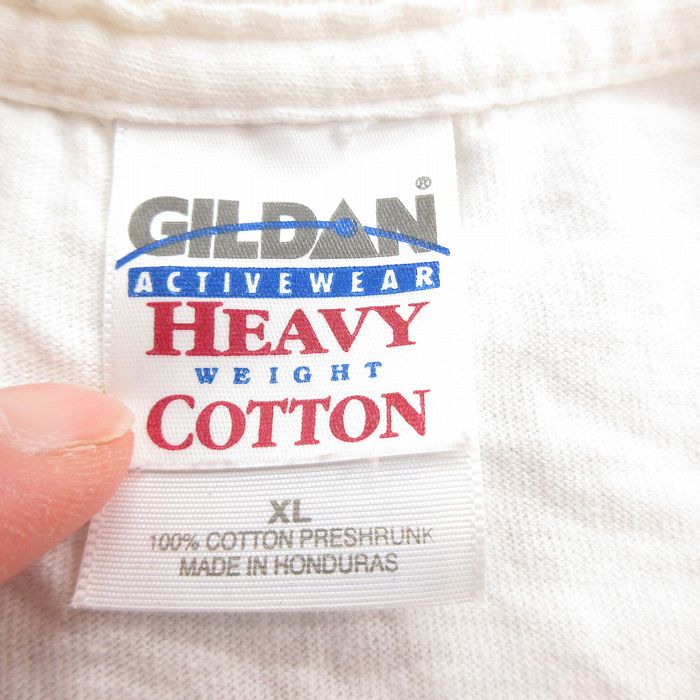 GILDAN®
ACTIVEWEAR
HEAVY
WEIGHT
COTTON
XL
100% COTTON PRESHRUNK
MADE IN HONDURAS